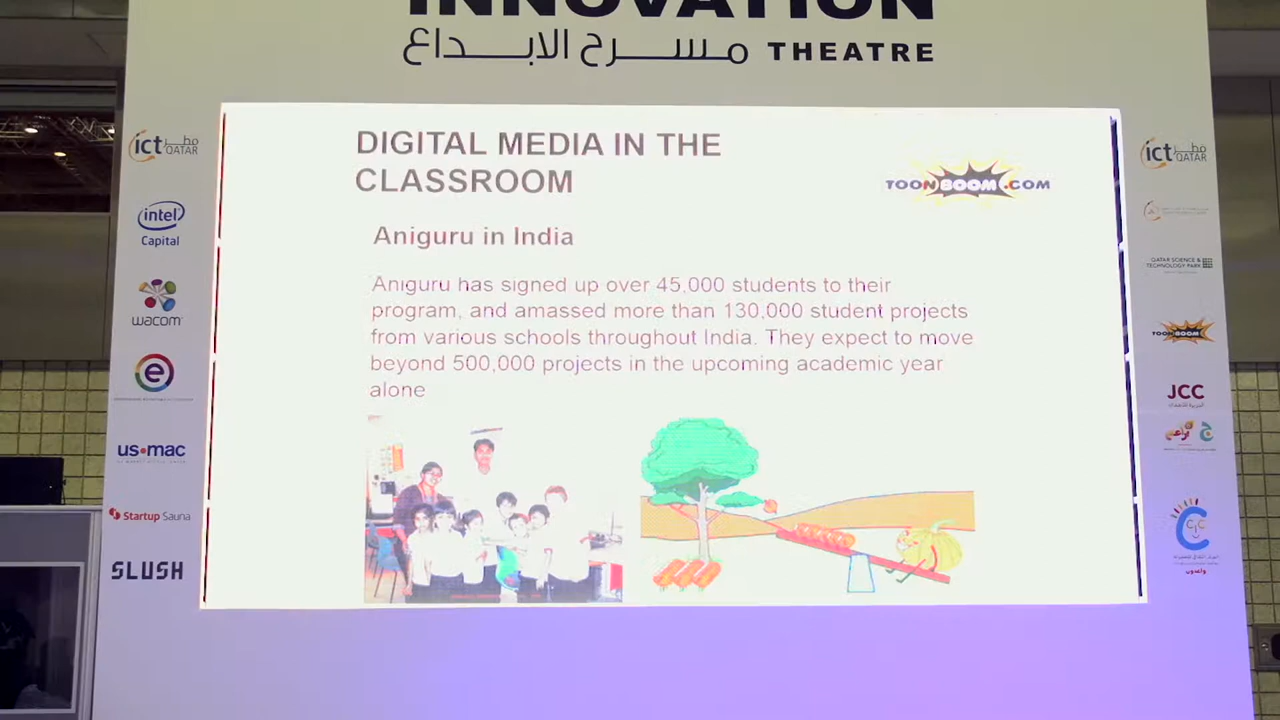 INNOVATION
مسرح الابداع THEATRE
DIGITAL MEDIA IN THE
CLASSROOM
TOONBOOM.COM
Aniguru in India
Aniguru has signed up over 45,000 students to their
program, and amassed more than 130,000 student projects
from various schools throughout India. They expect to move
beyond 500,000 projects in the upcoming academic year
alone
ict QATAR قطر
intel
Capital
wacom
e
us•mac
Startup Sauna
SLUSH
ict QATAR قطر
QATAR SCIENCE &
TECHNOLOGY PARK
TOONBOOM
JCC
براعم ج